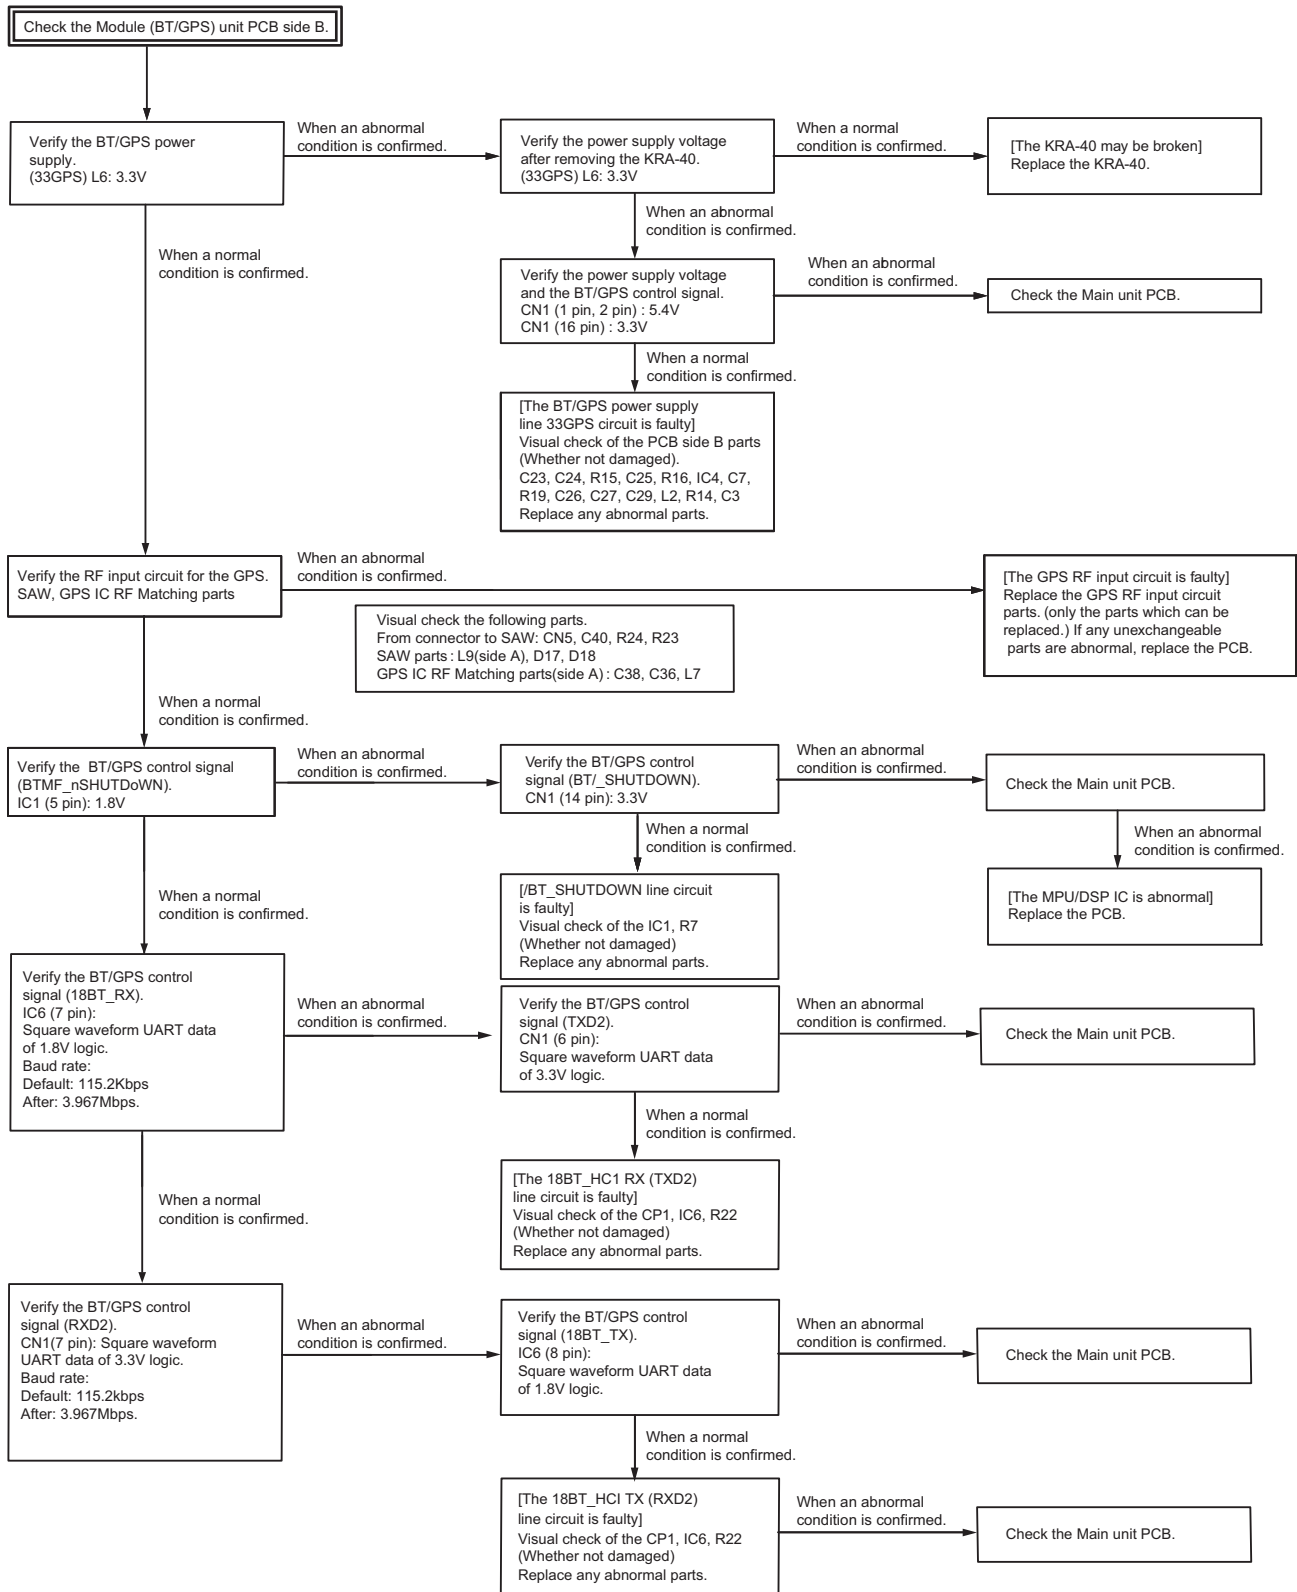 Check the Module (BT/GPS) unit PCB side B.
Verify the BT/GPS power
supply.
(33GPS) L6: 3.3V
When an abnormal
condition is confirmed.
Verify the power supply voltage
after removing the KRA-40.
(33GPS) L6: 3.3V
When a normal
condition is confirmed.
[The KRA-40 may be broken]
Replace the KRA-40.
When an abnormal
condition is confirmed.
When a normal
condition is confirmed.
Verify the power supply voltage
and the BT/GPS control signal.
CN1 (1 pin, 2 pin) : 5.4V
CN1 (16 pin) : 3.3V
When an abnormal
condition is confirmed.
Check the Main unit PCB.
When a normal
condition is confirmed.
[The BT/GPS power supply
line 33GPS circuit is faulty]
Visual check of the PCB side B parts
(Whether not damaged).
C23, C24, R15, C25, R16, IC4, C7,
R19, C26, C27, C29, L2, R14, C3
Replace any abnormal parts.
Verify the RF input circuit for the GPS.
SAW, GPS IC RF Matching parts
When an abnormal
condition is confirmed.
[The GPS RF input circuit is faulty]
Replace the GPS RF input circuit
parts. (only the parts which can be
replaced.) If any unexchangeable
parts are abnormal, replace the PCB.
Visual check the following parts.
From connector to SAW: CN5, C40, R24, R23
SAW parts : L9(side A), D17, D18
GPS IC RF Matching parts(side A) : C38, C36, L7
When a normal
condition is confirmed.
Verify the BT/GPS control signal
(BTMF_nSHUTDoWN).
IC1 (5 pin): 1.8V
When an abnormal
condition is confirmed.
Verify the BT/GPS control
signal (BT/_SHUTDOWN).
CN1 (14 pin): 3.3V
When an abnormal
condition is confirmed.
Check the Main unit PCB.
When a normal
condition is confirmed.
When an abnormal
condition is confirmed.
When a normal
condition is confirmed.
[/BT_SHUTDOWN line circuit
is faulty]
Visual check of the IC1, R7
(Whether not damaged)
Replace any abnormal parts.
[The MPU/DSP IC is abnormal]
Replace the PCB.
Verify the BT/GPS control
signal (18BT_RX).
IC6 (7 pin):
Square waveform UART data
of 1.8V logic.
Baud rate:
Default: 115.2Kbps
After: 3.967Mbps.
When an abnormal
condition is confirmed.
Verify the BT/GPS control
signal (TXD2).
CN1 (6 pin):
Square waveform UART data
of 3.3V logic.
When an abnormal
condition is confirmed.
Check the Main unit PCB.
When a normal
condition is confirmed.
When a normal
condition is confirmed.
[The 18BT_HC1 RX (TXD2)
line circuit is faulty]
Visual check of the CP1, IC6, R22
(Whether not damaged)
Replace any abnormal parts.
Verify the BT/GPS control
signal (RXD2).
CN1(7 pin): Square waveform
UART data of 3.3V logic.
Baud rate:
Default: 115.2kbps
After: 3.967Mbps.
When an abnormal
condition is confirmed.
Verify the BT/GPS control
signal (18BT_TX).
IC6 (8 pin):
Square waveform UART data
of 1.8V logic.
When an abnormal
condition is confirmed.
Check the Main unit PCB.
When a normal
condition is confirmed.
[The 18BT_HCI TX (RXD2)
line circuit is faulty]
Visual check of the CP1, IC6, R22
(Whether not damaged)
Replace any abnormal parts.
When an abnormal
condition is confirmed.
Check the Main unit PCB.